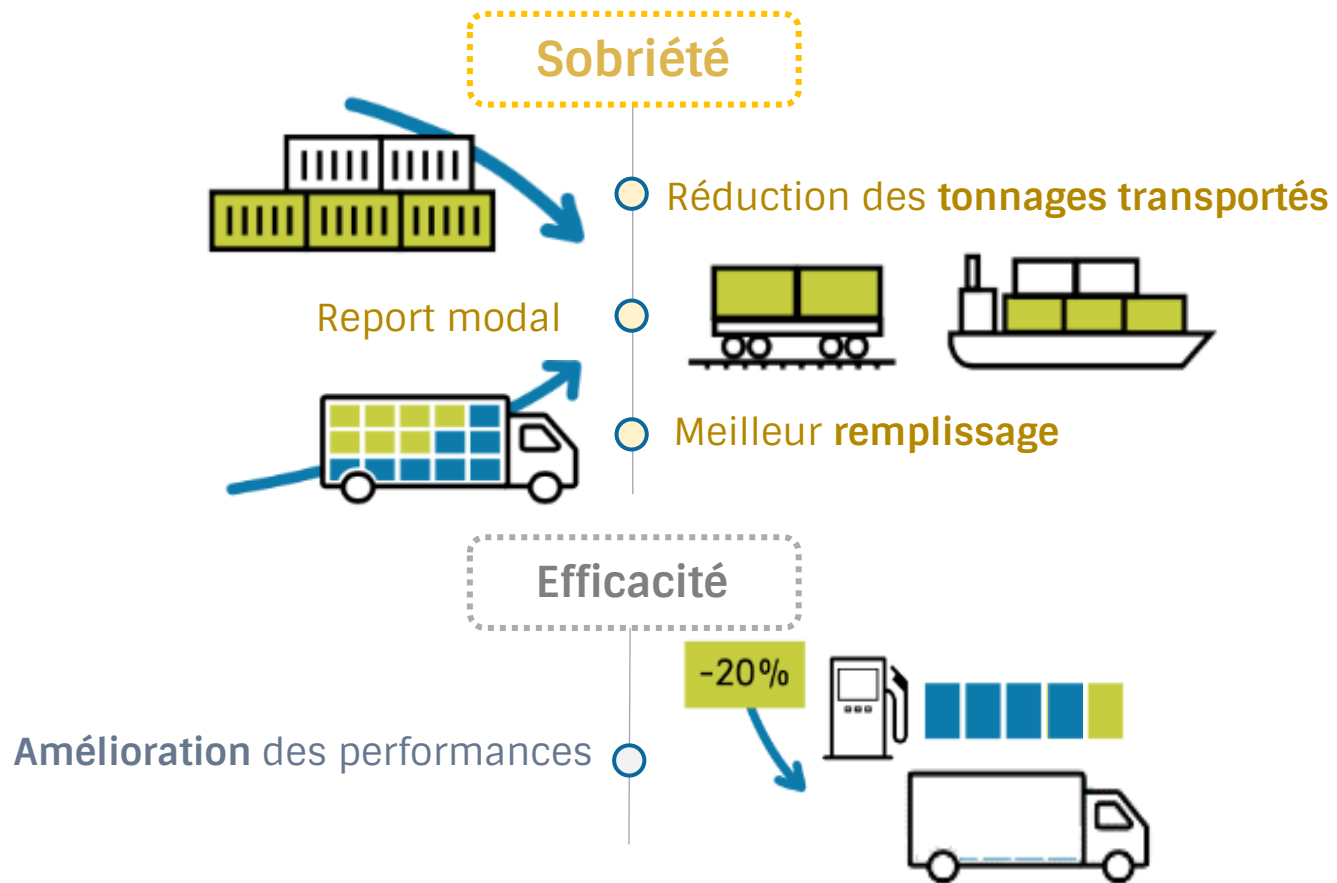 Sobriété
Réduction des tonnages transportés
Report modal
Meilleur remplissage
Efficacité
-20%
Amélioration des performances